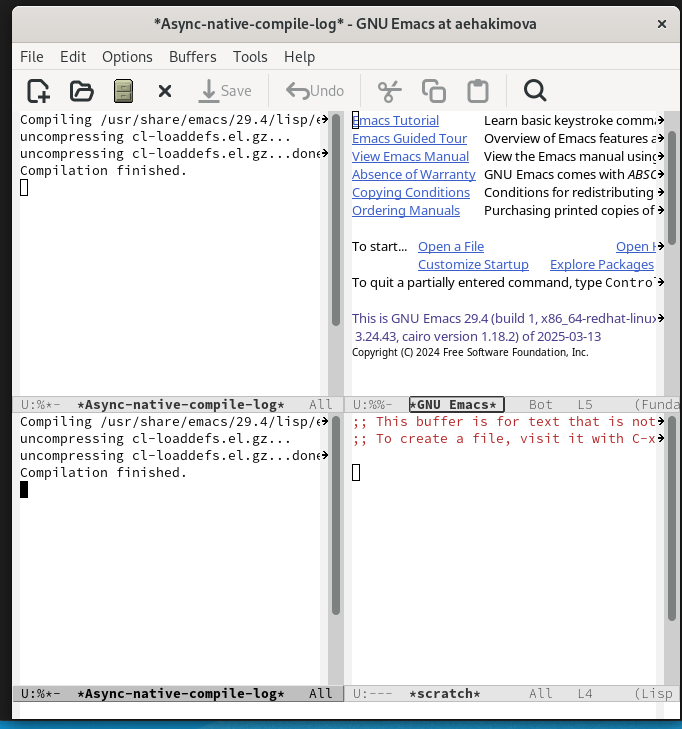 *Async-native-compile-log* - GNU Emacs at aehakimova
File Edit Options Buffers Tools Help
Save Undo
Compiling /usr/share/emacs/29.4/lisp/e
uncompressing cl-loaddefs.el.gz...
uncompressing cl-loaddefs.el.gz...done
Compilation finished.
U:%*- *Async-native-compile-log* All
Emacs Tutorial Learn basic keystroke comma
Emacs Guided Tour Overview of Emacs features a
View Emacs Manual View the Emacs manual using
Absence of Warranty GNU Emacs comes with ABSO
Copying Conditions Conditions for redistributing
Ordering Manuals Purchasing printed copies of
To start... Open a File Open H
Customize Startup Explore Packages
To quit a partially entered command, type Contro
This is GNU Emacs 29.4 (build 1, x86_64-redhat-linux
3.24.43, cairo version 1.18.2) of 2025-03-13
Copyright (C) 2024 Free Software Foundation, Inc.
U:%%- *GNU Emacs* Bot L5 (Funda
Compiling /usr/share/emacs/29.4/lisp/e
uncompressing cl-loaddefs.el.gz...
uncompressing cl-loaddefs.el.gz...done
Compilation finished.
U:%*- *Async-native-compile-log* All
;; This buffer is for text that is not
;; To create a file, visit it with C-x
U:--- *scratch* All L4 (Lisp